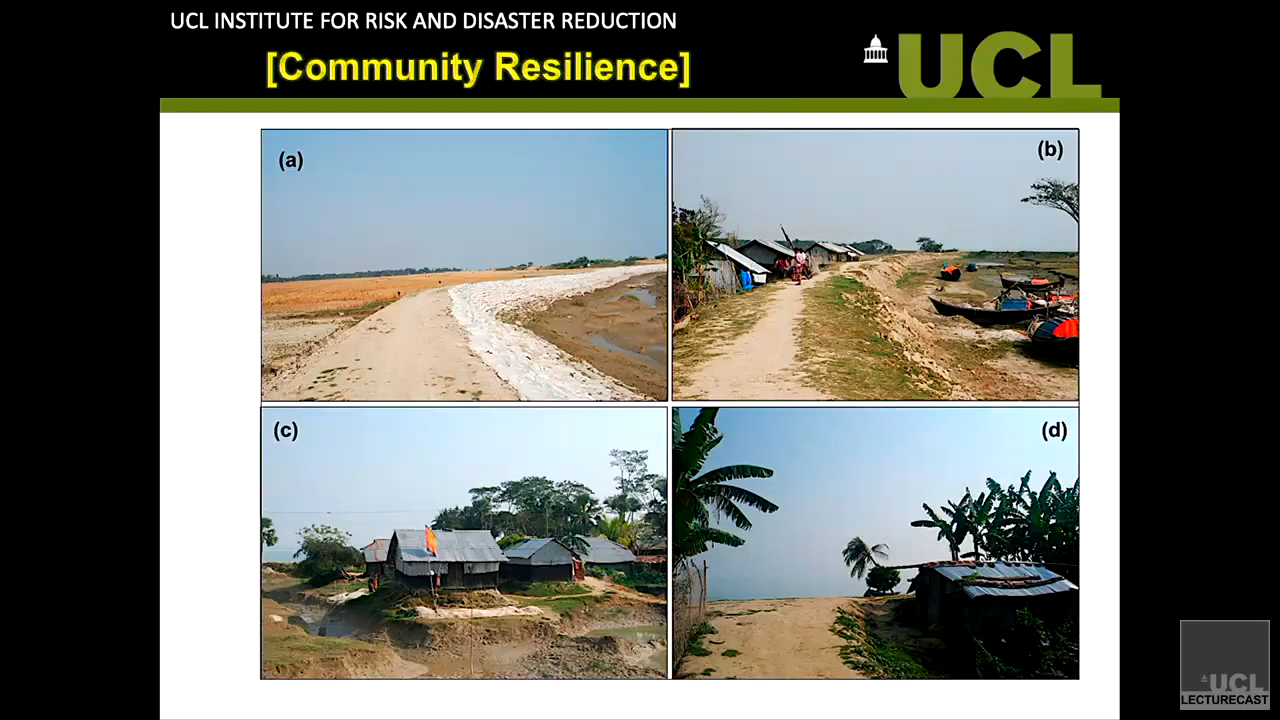 UCL INSTITUTE FOR RISK AND DISASTER REDUCTION
[Community Resilience]
UCL
(a)
(b)
(c)
(d)
UCL
LECTURECAST